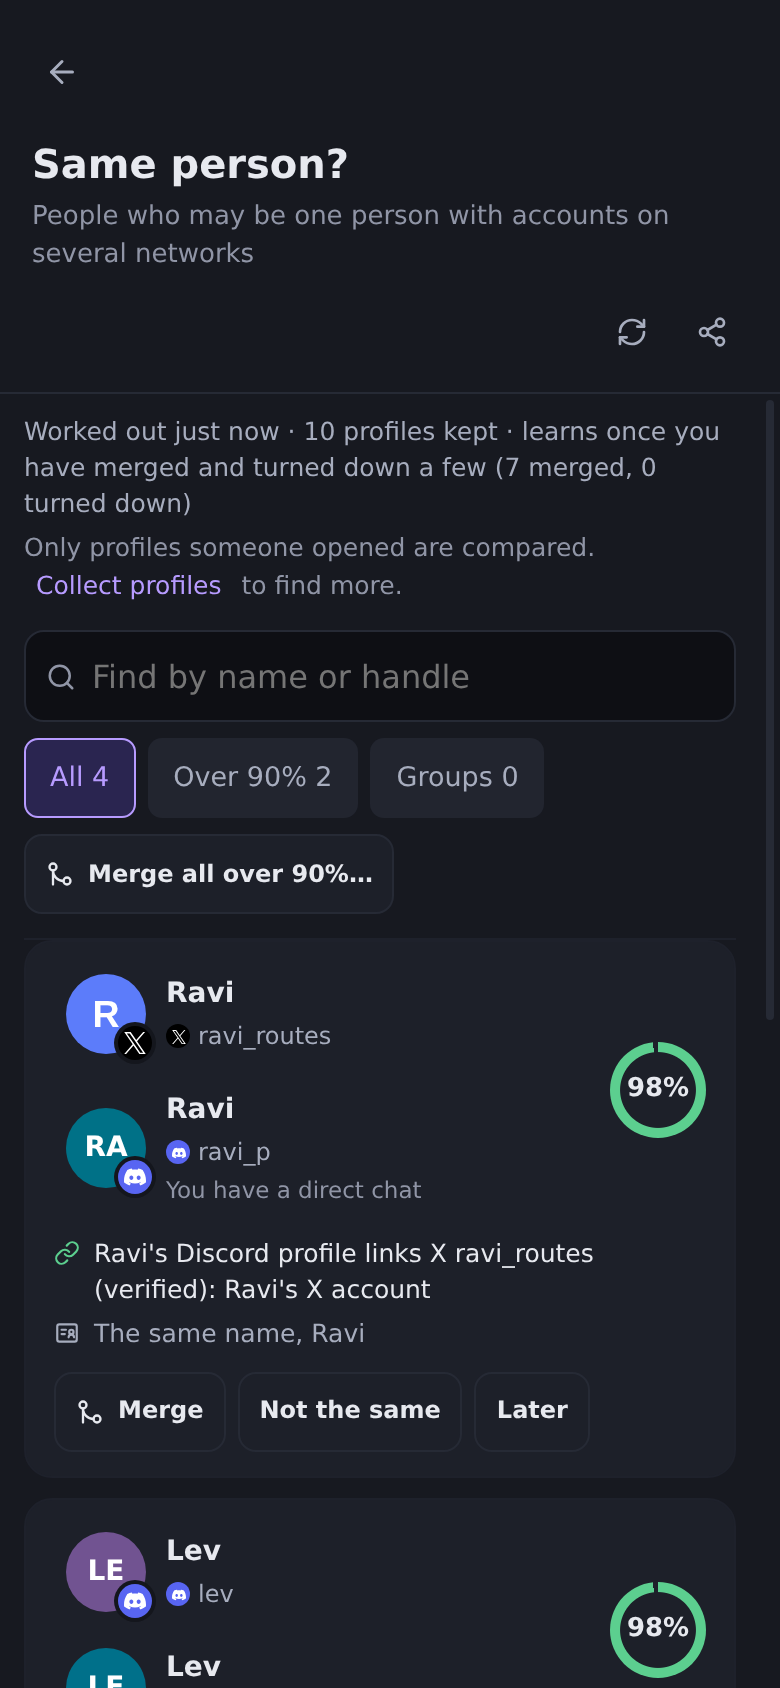 Same person?
People who may be one person with accounts on
several networks
Worked out just now · 10 profiles kept · learns once you
have merged and turned down a few (7 merged, 0
turned down)
Only profiles someone opened are compared.
Collect profiles to find more.
Find by name or handle
All 4
Over 90% 2
Groups 0
Merge all over 90%...
R
Ravi
ravi_routes
98%
RA
Ravi
ravi_p
You have a direct chat
Ravi's Discord profile links X ravi_routes
(verified): Ravi's X account
The same name, Ravi
Merge
Not the same
Later
LE
Lev
lev
98%
LE
Lev